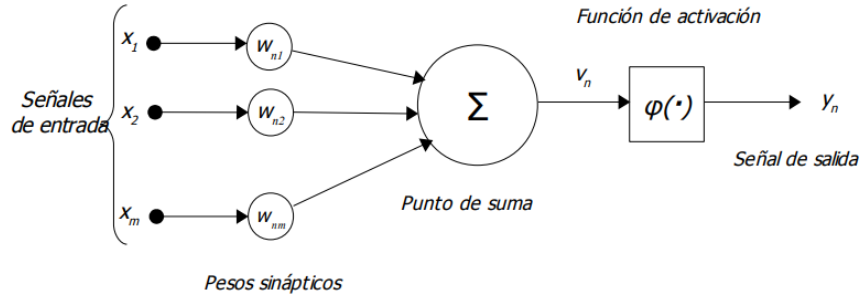 Función de activación
x1
wn1
Señales
de entrada
x2
wn2
Σ
vn
φ(·)
yn
Señal de salida
xm
wnm
Punto de suma
Pesos sinápticos